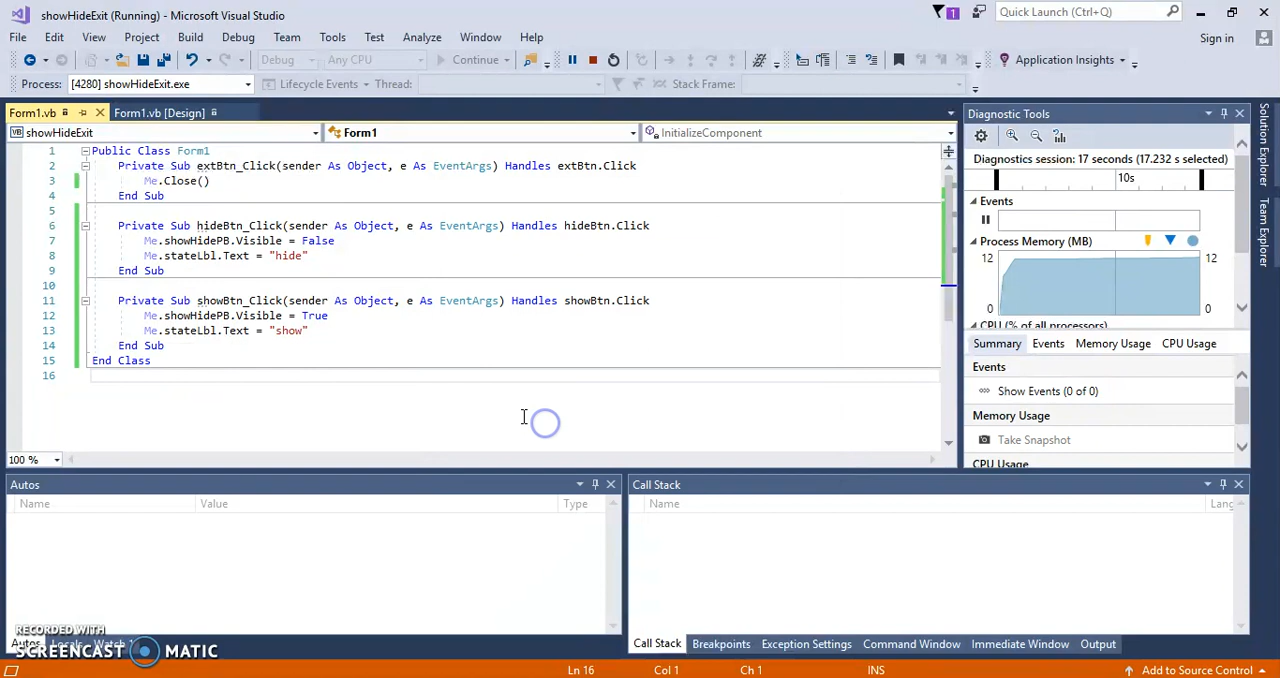 showHideExit (Running) - Microsoft Visual Studio
1
Quick Launch (Ctrl+Q)
File Edit View Project Build Debug Team Tools Test Analyze Window Help
Sign in
Debug Any CPU Continue Application Insights
Process: [4280] showHideExit.exe Lifecycle Events Thread: Stack Frame:
Form1.vb Form1.vb [Design]
showHideExit Form1 InitializeComponent
1 Public Class Form1
2 Private Sub extBtn_Click(sender As Object, e As EventArgs) Handles extBtn.Click
3 Me.Close()
4 End Sub
5
6 Private Sub hideBtn_Click(sender As Object, e As EventArgs) Handles hideBtn.Click
7 Me.showHidePB.Visible = False
8 Me.stateLbl.Text = "hide"
9 End Sub
10
11 Private Sub showBtn_Click(sender As Object, e As EventArgs) Handles showBtn.Click
12 Me.showHidePB.Visible = True
13 Me.stateLbl.Text = "show"
14 End Sub
15 End Class
16
100 %
Diagnostic Tools
Diagnostics session: 17 seconds (17.232 s selected)
10s
Events
Process Memory (MB)
12 12
0 0
CPU (% of all processors)
Summary Events Memory Usage CPU Usage
Events
Show Events (0 of 0)
Memory Usage
Take Snapshot
CPU Usage
Solution Explorer
Team Explorer
Autos
Name Value Type
Call Stack
Name Lang
Autos Locals Watch 1
Call Stack Breakpoints Exception Settings Command Window Immediate Window Output
RECORDED WITH
SCREENCAST MATIC
Ln 16 Col 1 Ch 1 INS Add to Source Control